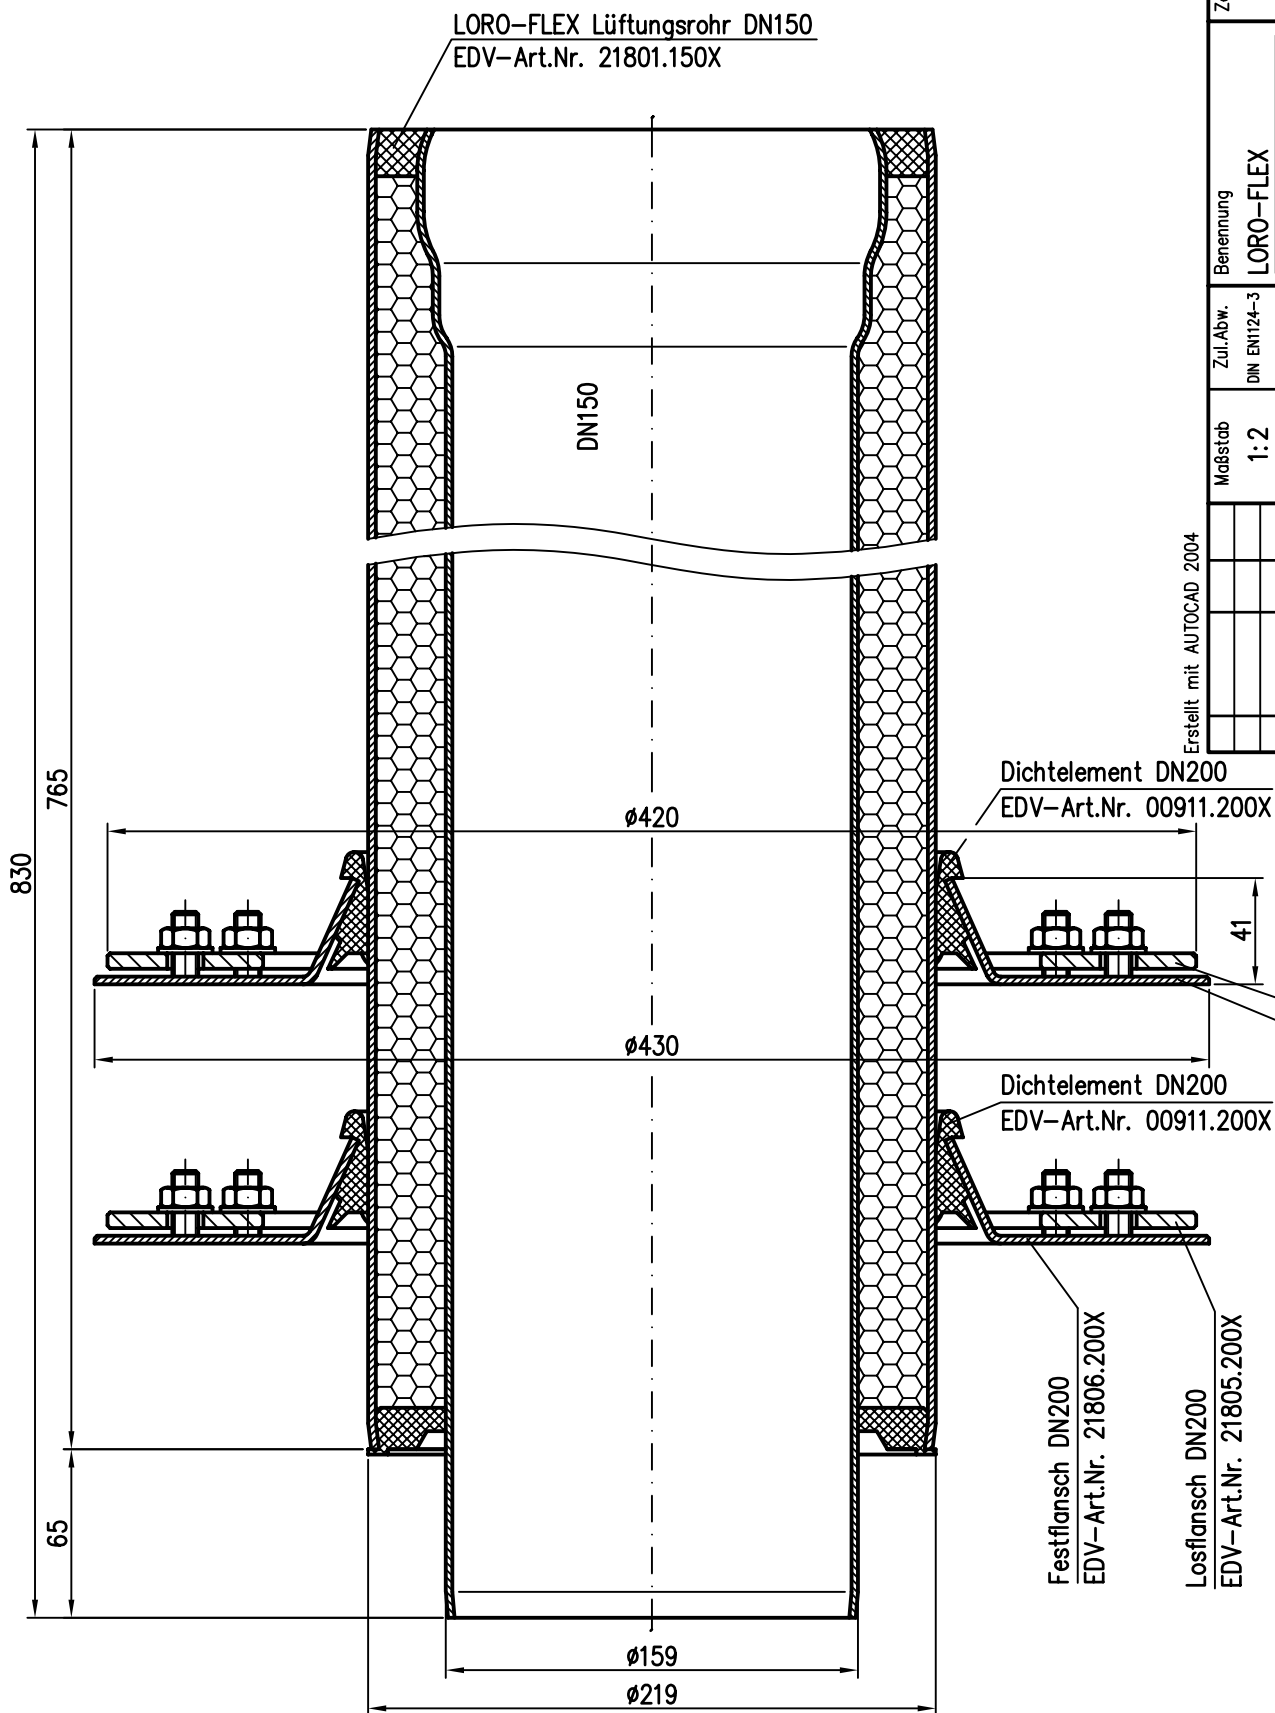 LORO-FLEX Lüftungsrohr DN150
EDV-Art.Nr. 21801.150X
Benennung
LORO-FLEX
Zul.Abw.
DIN EN1124-3
Maßstab
1:2
Erstellt mit AUTOCAD 2004
DN150
830
765
65
Dichtelement DN200
EDV-Art.Nr. 00911.200X
ø420
41
ø430
Dichtelement DN200
EDV-Art.Nr. 00911.200X
Festflansch DN200
EDV-Art.Nr. 21806.200X
Losflansch DN200
EDV-Art.Nr. 21805.200X
ø159
ø219